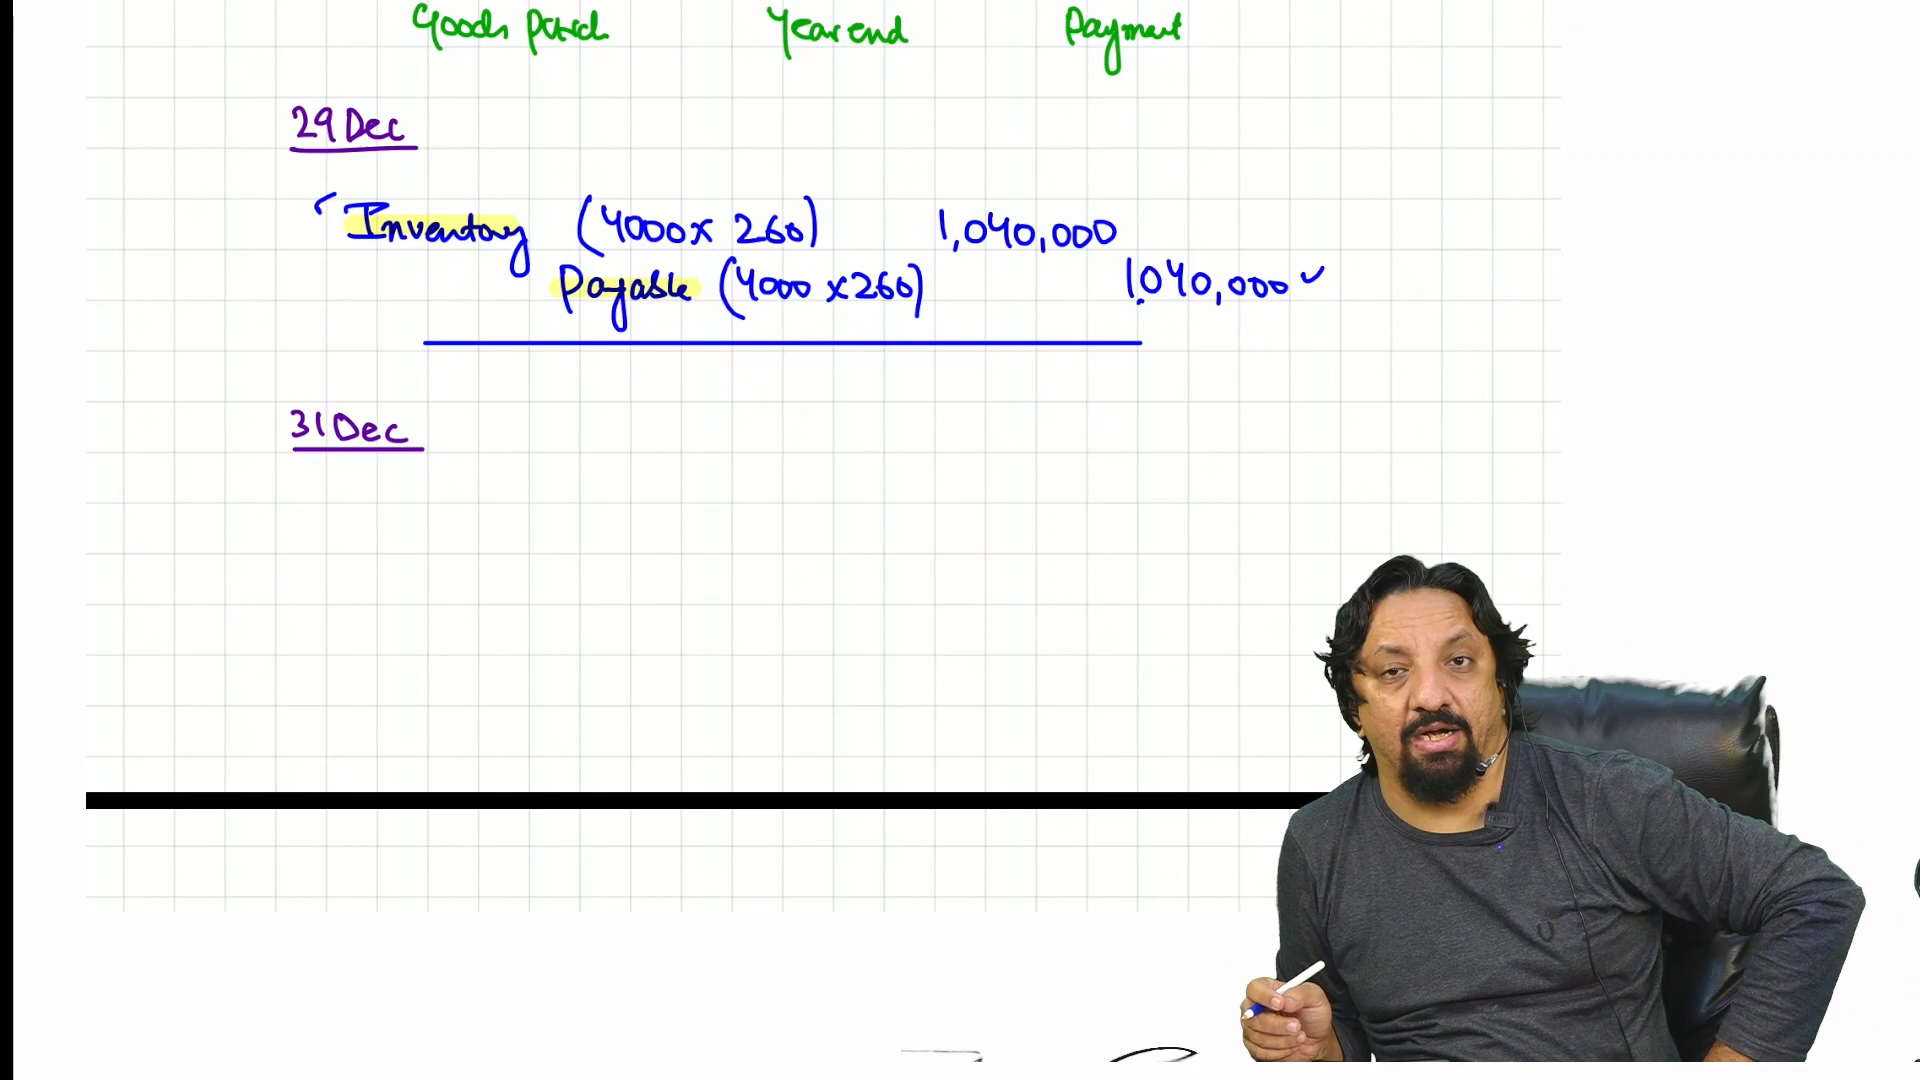 Goods Purch Year end Payment
29 Dec
Inventory (4000 x 260) 1,040,000
Payable (4000 x 260) 1,040,000 ✓
31 Dec